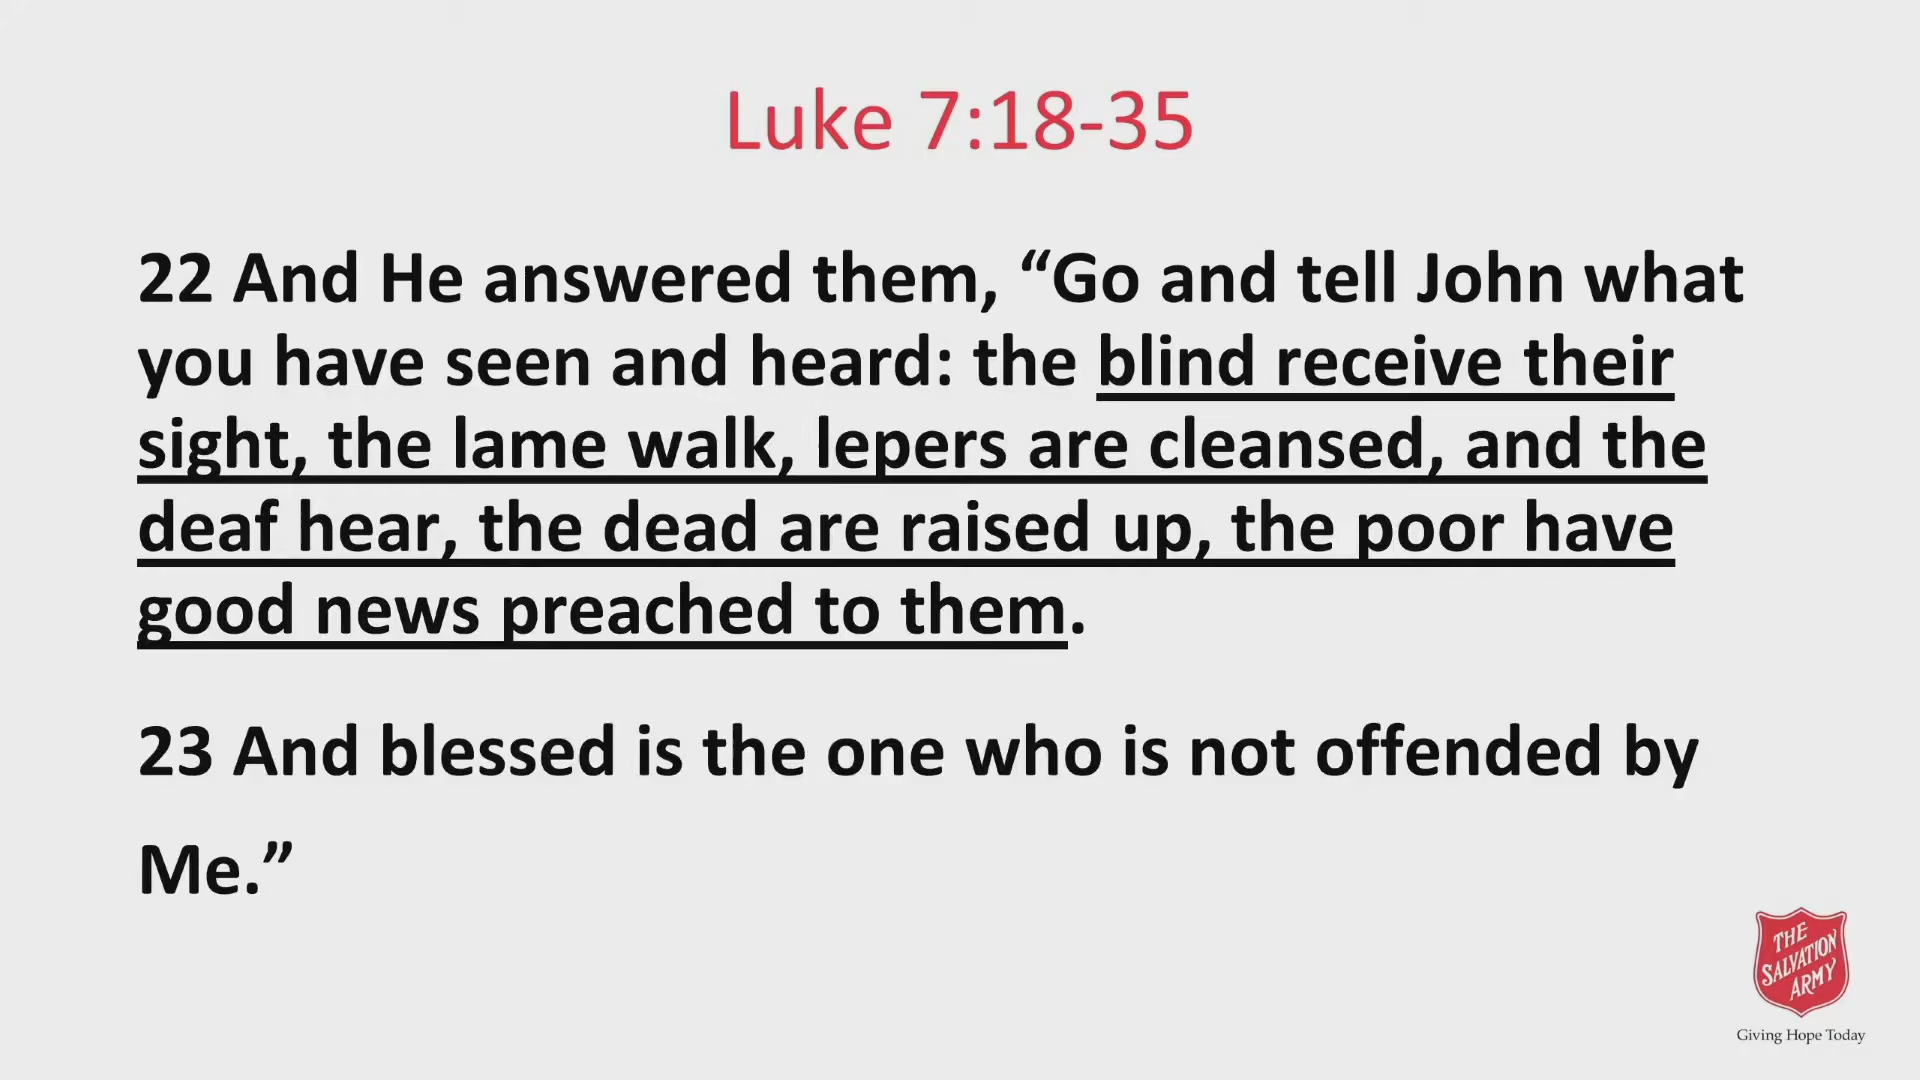 Luke 7:18-35
22 And He answered them, “Go and tell John what
you have seen and heard: the blind receive their
sight, the lame walk, lepers are cleansed, and the
deaf hear, the dead are raised up, the poor have
good news preached to them.
23 And blessed is the one who is not offended by
Me.”
THE
SALVATION
ARMY
Giving Hope Today